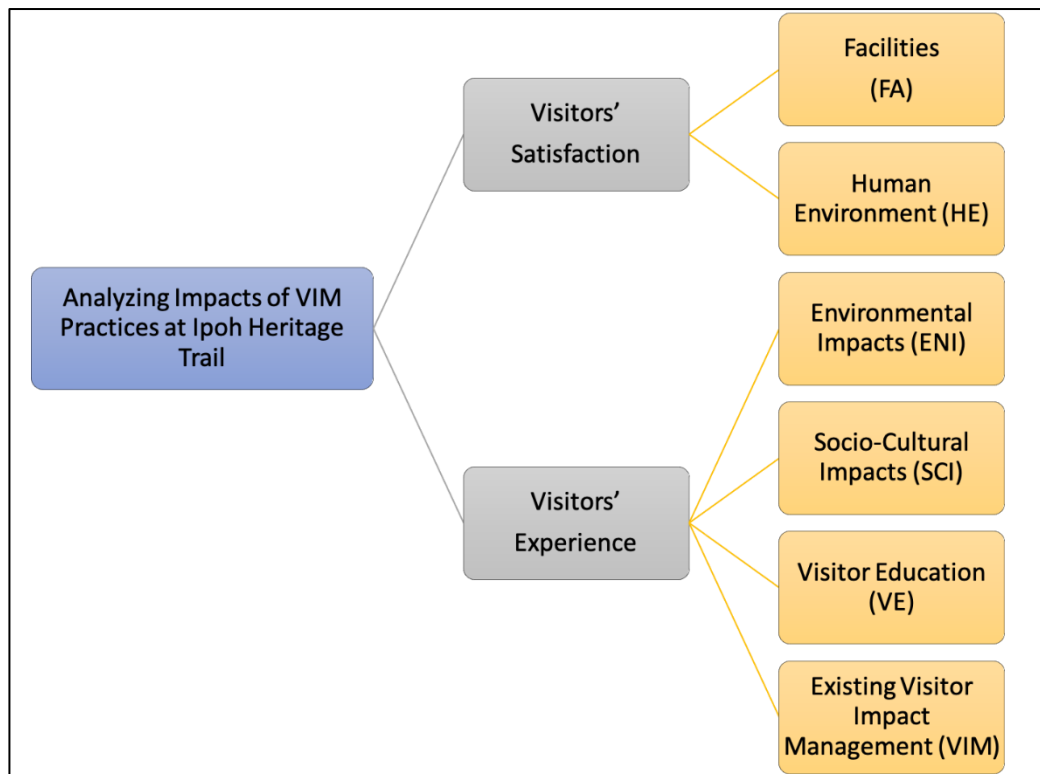 Analyzing Impacts of VIM
Practices at Ipoh Heritage
Trail
Visitors’
Satisfaction
Visitors’
Experience
Facilities
(FA)
Human
Environment (HE)
Environmental
Impacts (ENI)
Socio-Cultural
Impacts (SCI)
Visitor Education
(VE)
Existing Visitor
Impact
Management (VIM)